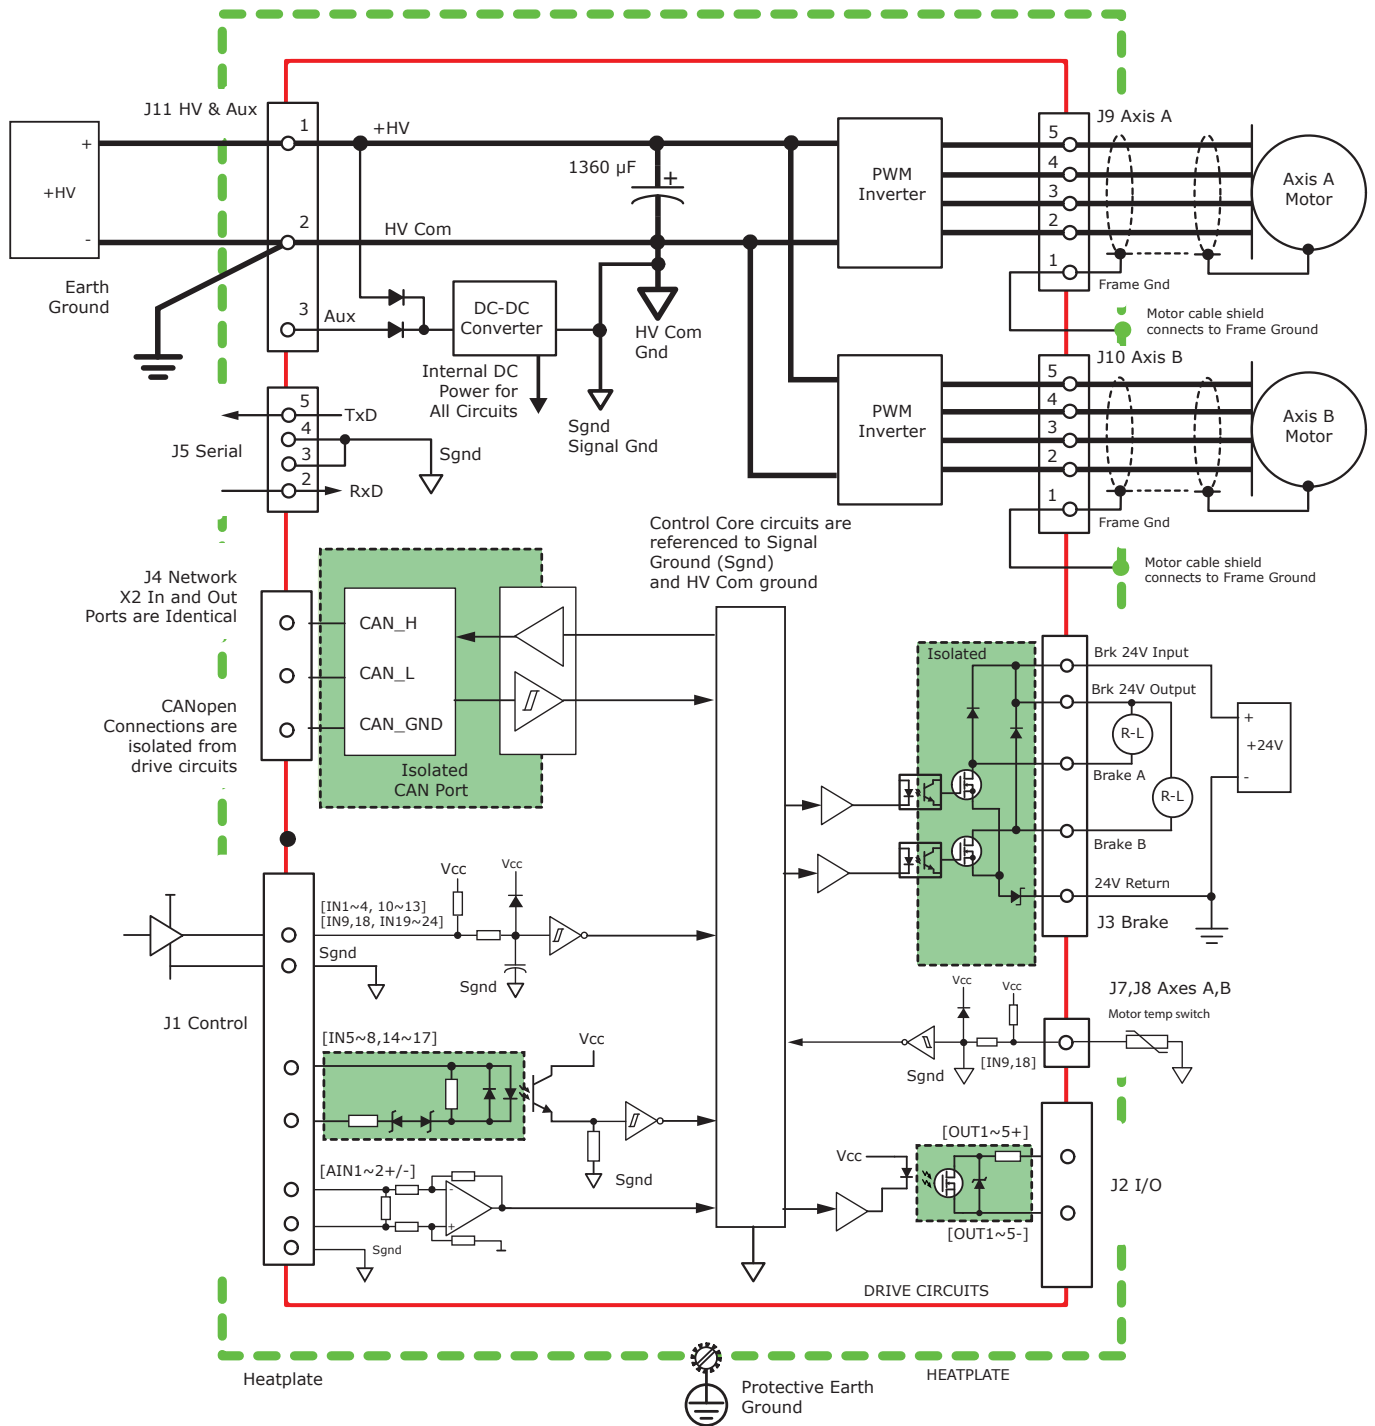 J11 HV & Aux
1
+HV
1360 µF
+
+
+HV
-
2
HV Com
Earth
Ground
3
Aux
DC-DC
Converter
Internal DC
Power for
All Circuits
HV Com
Gnd
Sgnd
Signal Gnd
PWM
Inverter
J9 Axis A
5
4
3
2
1
Frame Gnd
Axis A
Motor
Motor cable shield
connects to Frame Ground
PWM
Inverter
J10 Axis B
5
4
3
2
1
Frame Gnd
Axis B
Motor
Motor cable shield
connects to Frame Ground
J5 Serial
5
TxD
4
3
Sgnd
2
RxD
Control Core circuits are
referenced to Signal
Ground (Sgnd)
and HV Com ground
J4 Network
X2 In and Out
Ports are Identical
CANopen
Connections are
isolated from
drive circuits
CAN_H
CAN_L
CAN_GND
Isolated
CAN Port
Isolated
Brk 24V Input
Brk 24V Output
R-L
Brake A
R-L
Brake B
24V Return
+
+24V
-
J3 Brake
J1 Control
Vcc
Vcc
[IN1~4, 10~13]
[IN9,18, IN19~24]
Sgnd
Sgnd
[IN5~8,14~17]
Vcc
Sgnd
[AIN1~2+/-]
-
+
Sgnd
J7,J8 Axes A,B
Motor temp switch
Vcc
Vcc
Sgnd
[IN9,18]
[OUT1~5+]
Vcc
[OUT1~5-]
J2 I/O
DRIVE CIRCUITS
Heatplate
HEATPLATE
Protective Earth
Ground